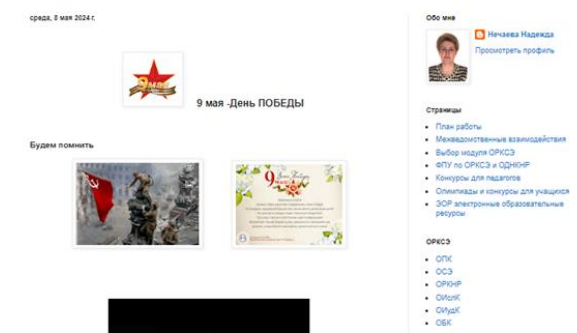 среда, 8 мая 2024 г.
9 мая -День ПОБЕДЫ
Будем помнить
Обо мне
Нечаева Надежда
Просмотреть профиль
Страницы
План работы
Межведомственные взаимодействия
Выбор модуля ОРКСЭ
ФПУ по ОРКСЭ и ОДНКНР
Конкурсы для педагогов
Олимпиады и конкурсы для учащихся
ЭОР электронные образовательные
ресурсы
ОРКСЭ
ОПК
ОСЭ
ОРКНР
ОИслК
ОИудК
ОБК